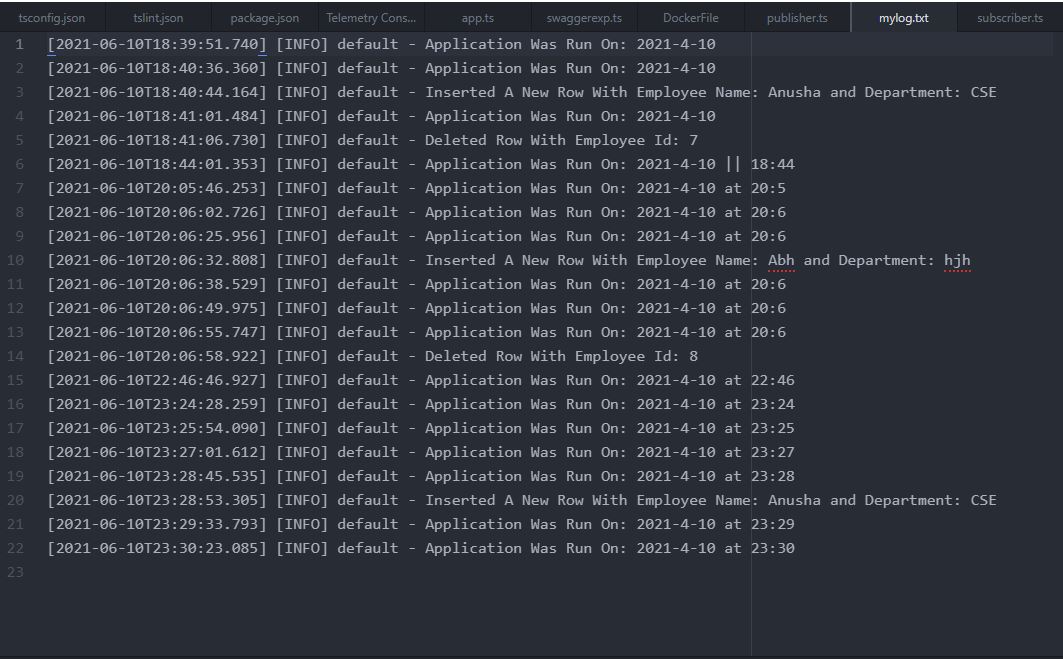 tsconfig.json tslint.json package.json Telemetry Cons... app.ts swaggerexp.ts DockerFile publisher.ts mylog.txt subscriber.ts
1 [2021-06-10T18:39:51.740] [INFO] default - Application Was Run On: 2021-4-10
2 [2021-06-10T18:40:36.360] [INFO] default - Application Was Run On: 2021-4-10
3 [2021-06-10T18:40:44.164] [INFO] default - Inserted A New Row With Employee Name: Anusha and Department: CSE
4 [2021-06-10T18:41:01.484] [INFO] default - Application Was Run On: 2021-4-10
5 [2021-06-10T18:41:06.730] [INFO] default - Deleted Row With Employee Id: 7
6 [2021-06-10T18:44:01.353] [INFO] default - Application Was Run On: 2021-4-10 || 18:44
7 [2021-06-10T20:05:46.253] [INFO] default - Application Was Run On: 2021-4-10 at 20:5
8 [2021-06-10T20:06:02.726] [INFO] default - Application Was Run On: 2021-4-10 at 20:6
9 [2021-06-10T20:06:25.956] [INFO] default - Application Was Run On: 2021-4-10 at 20:6
10 [2021-06-10T20:06:32.808] [INFO] default - Inserted A New Row With Employee Name: Abh and Department: hjh
11 [2021-06-10T20:06:38.529] [INFO] default - Application Was Run On: 2021-4-10 at 20:6
12 [2021-06-10T20:06:49.975] [INFO] default - Application Was Run On: 2021-4-10 at 20:6
13 [2021-06-10T20:06:55.747] [INFO] default - Application Was Run On: 2021-4-10 at 20:6
14 [2021-06-10T20:06:58.922] [INFO] default - Deleted Row With Employee Id: 8
15 [2021-06-10T22:46:46.927] [INFO] default - Application Was Run On: 2021-4-10 at 22:46
16 [2021-06-10T23:24:28.259] [INFO] default - Application Was Run On: 2021-4-10 at 23:24
17 [2021-06-10T23:25:54.090] [INFO] default - Application Was Run On: 2021-4-10 at 23:25
18 [2021-06-10T23:27:01.612] [INFO] default - Application Was Run On: 2021-4-10 at 23:27
19 [2021-06-10T23:28:45.535] [INFO] default - Application Was Run On: 2021-4-10 at 23:28
20 [2021-06-10T23:28:53.305] [INFO] default - Inserted A New Row With Employee Name: Anusha and Department: CSE
21 [2021-06-10T23:29:33.793] [INFO] default - Application Was Run On: 2021-4-10 at 23:29
22 [2021-06-10T23:30:23.085] [INFO] default - Application Was Run On: 2021-4-10 at 23:30
23